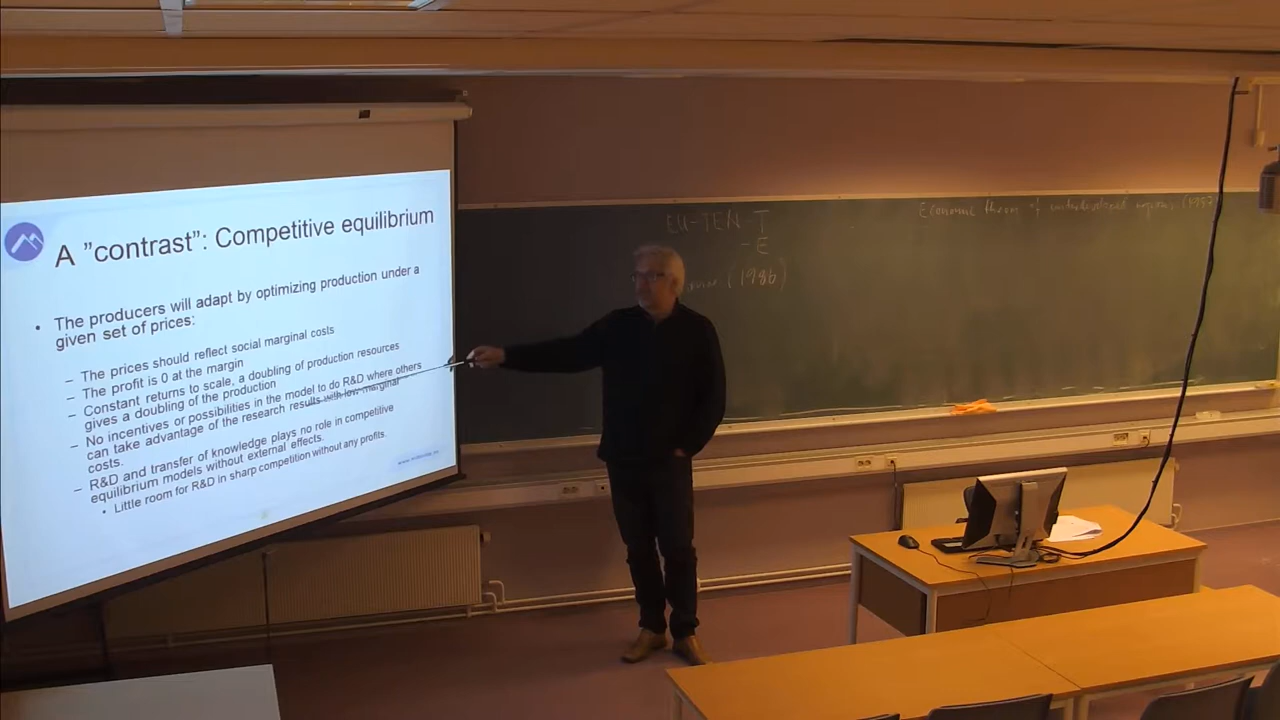 A ”contrast”: Competitive equilibrium
• The producers will adapt by optimizing production under a
given set of prices:
– The prices should reflect social marginal costs
– The profit is 0 at the margin
– Constant returns to scale, a doubling of production resources
gives a doubling of the production
– No incentives or possibilities in the model to do R&D where others
can take advantage of the research results with low marginal
costs.
– R&D and transfer of knowledge plays no role in competitive
equilibrium models without external effects.
• Little room for R&D in sharp competition without any profits.
EU-TEN-T
-E
(1986)
Economic theory of